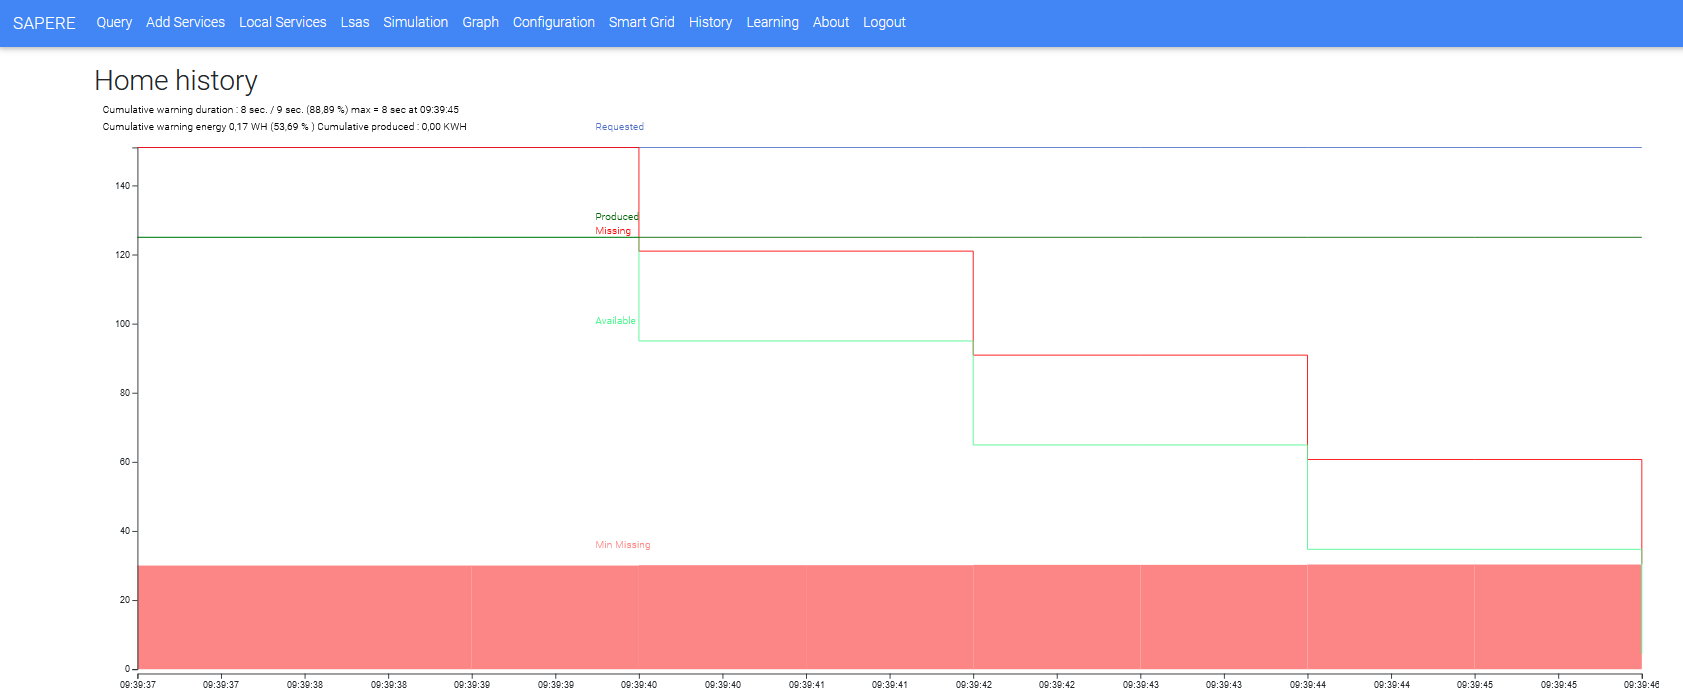 SAPERE Query Add Services Local Services Lsas Simulation Graph Configuration Smart Grid History Learning About Logout
Home history
Cumulative warning duration : 8 sec. / 9 sec. (88,89 %) max = 8 sec at 09:39:45
Cumulative warning energy 0,17 WH (53,69 % ) Cumulative produced : 0,00 KWH
Requested
140
Produced
Missing
120
Available
100
80
60
40
Min Missing
20
0
09:39:37 09:39:37 09:39:38 09:39:38 09:39:39 09:39:39 09:39:40 09:39:40 09:39:41 09:39:41 09:39:42 09:39:42 09:39:43 09:39:43 09:39:44 09:39:44 09:39:45 09:39:45 09:39:46